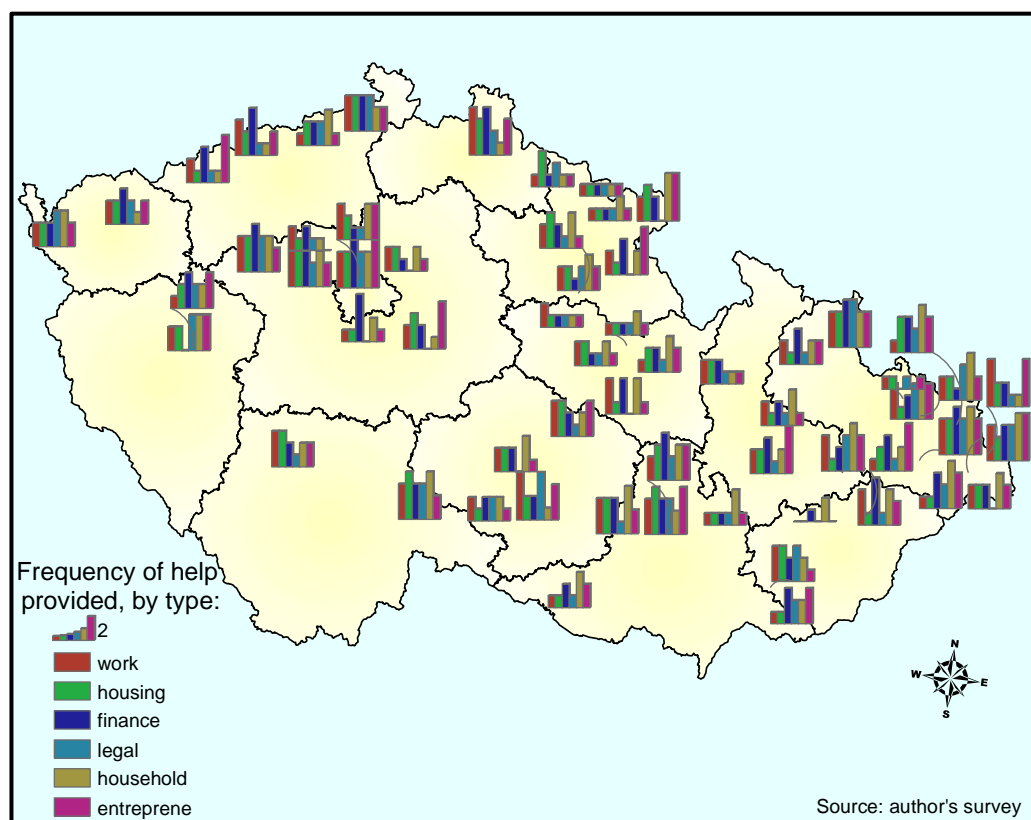 Frequency of help
provided, by type:
2
work
housing
finance
legal
household
entreprene
N
W E
S
Source: author's survey